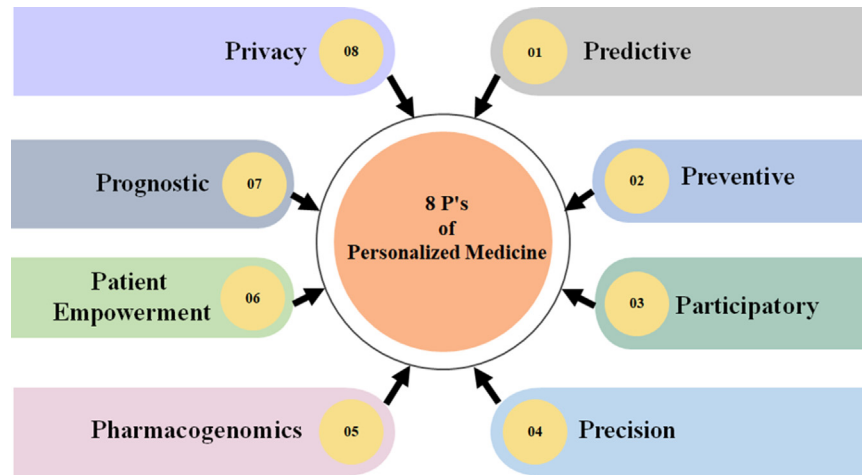 Privacy
08
01
Predictive
Prognostic
07
02
Preventive
8 P's
of
Personalized Medicine
Patient
Empowerment
06
03
Participatory
Pharmacogenomics
05
04
Precision